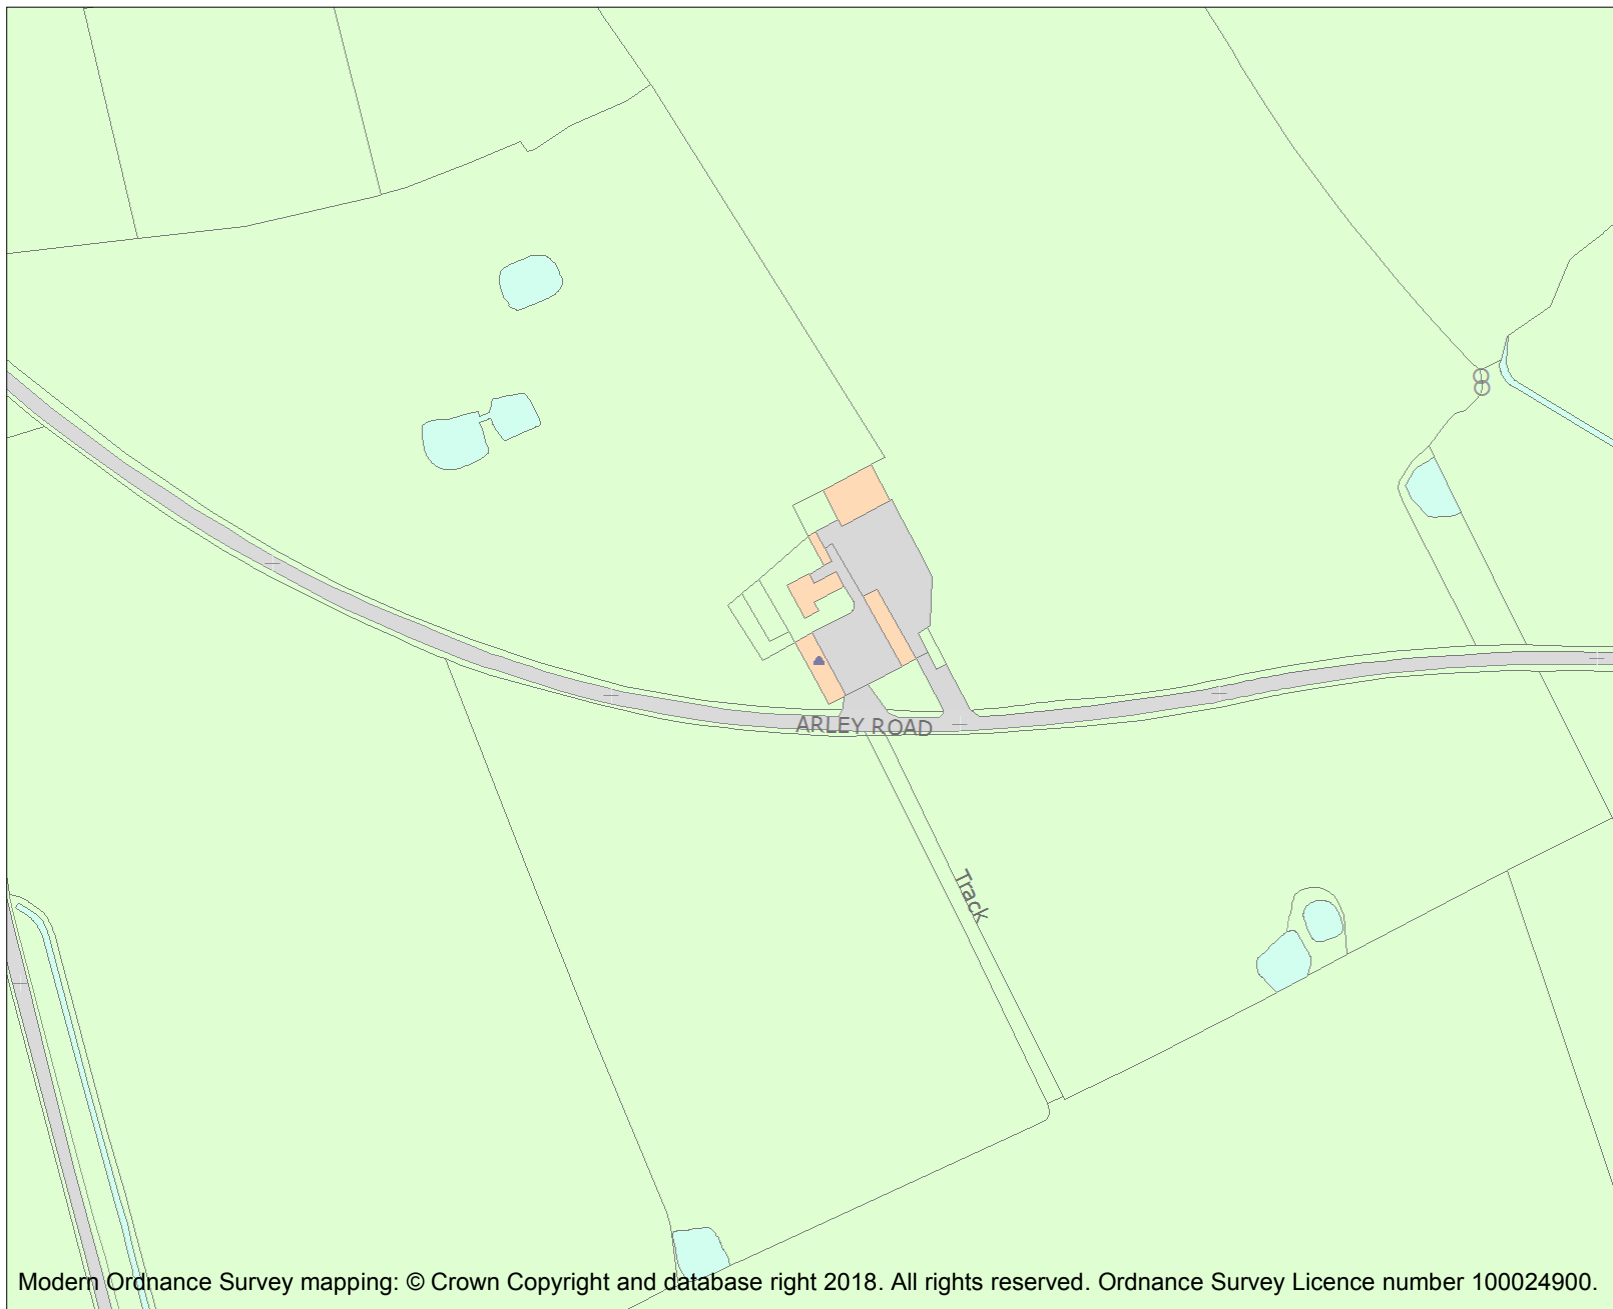 ARLEY ROAD
Track
Modern Ordnance Survey mapping: © Crown Copyright and database right 2018. All rights reserved. Ordnance Survey Licence number 100024900.